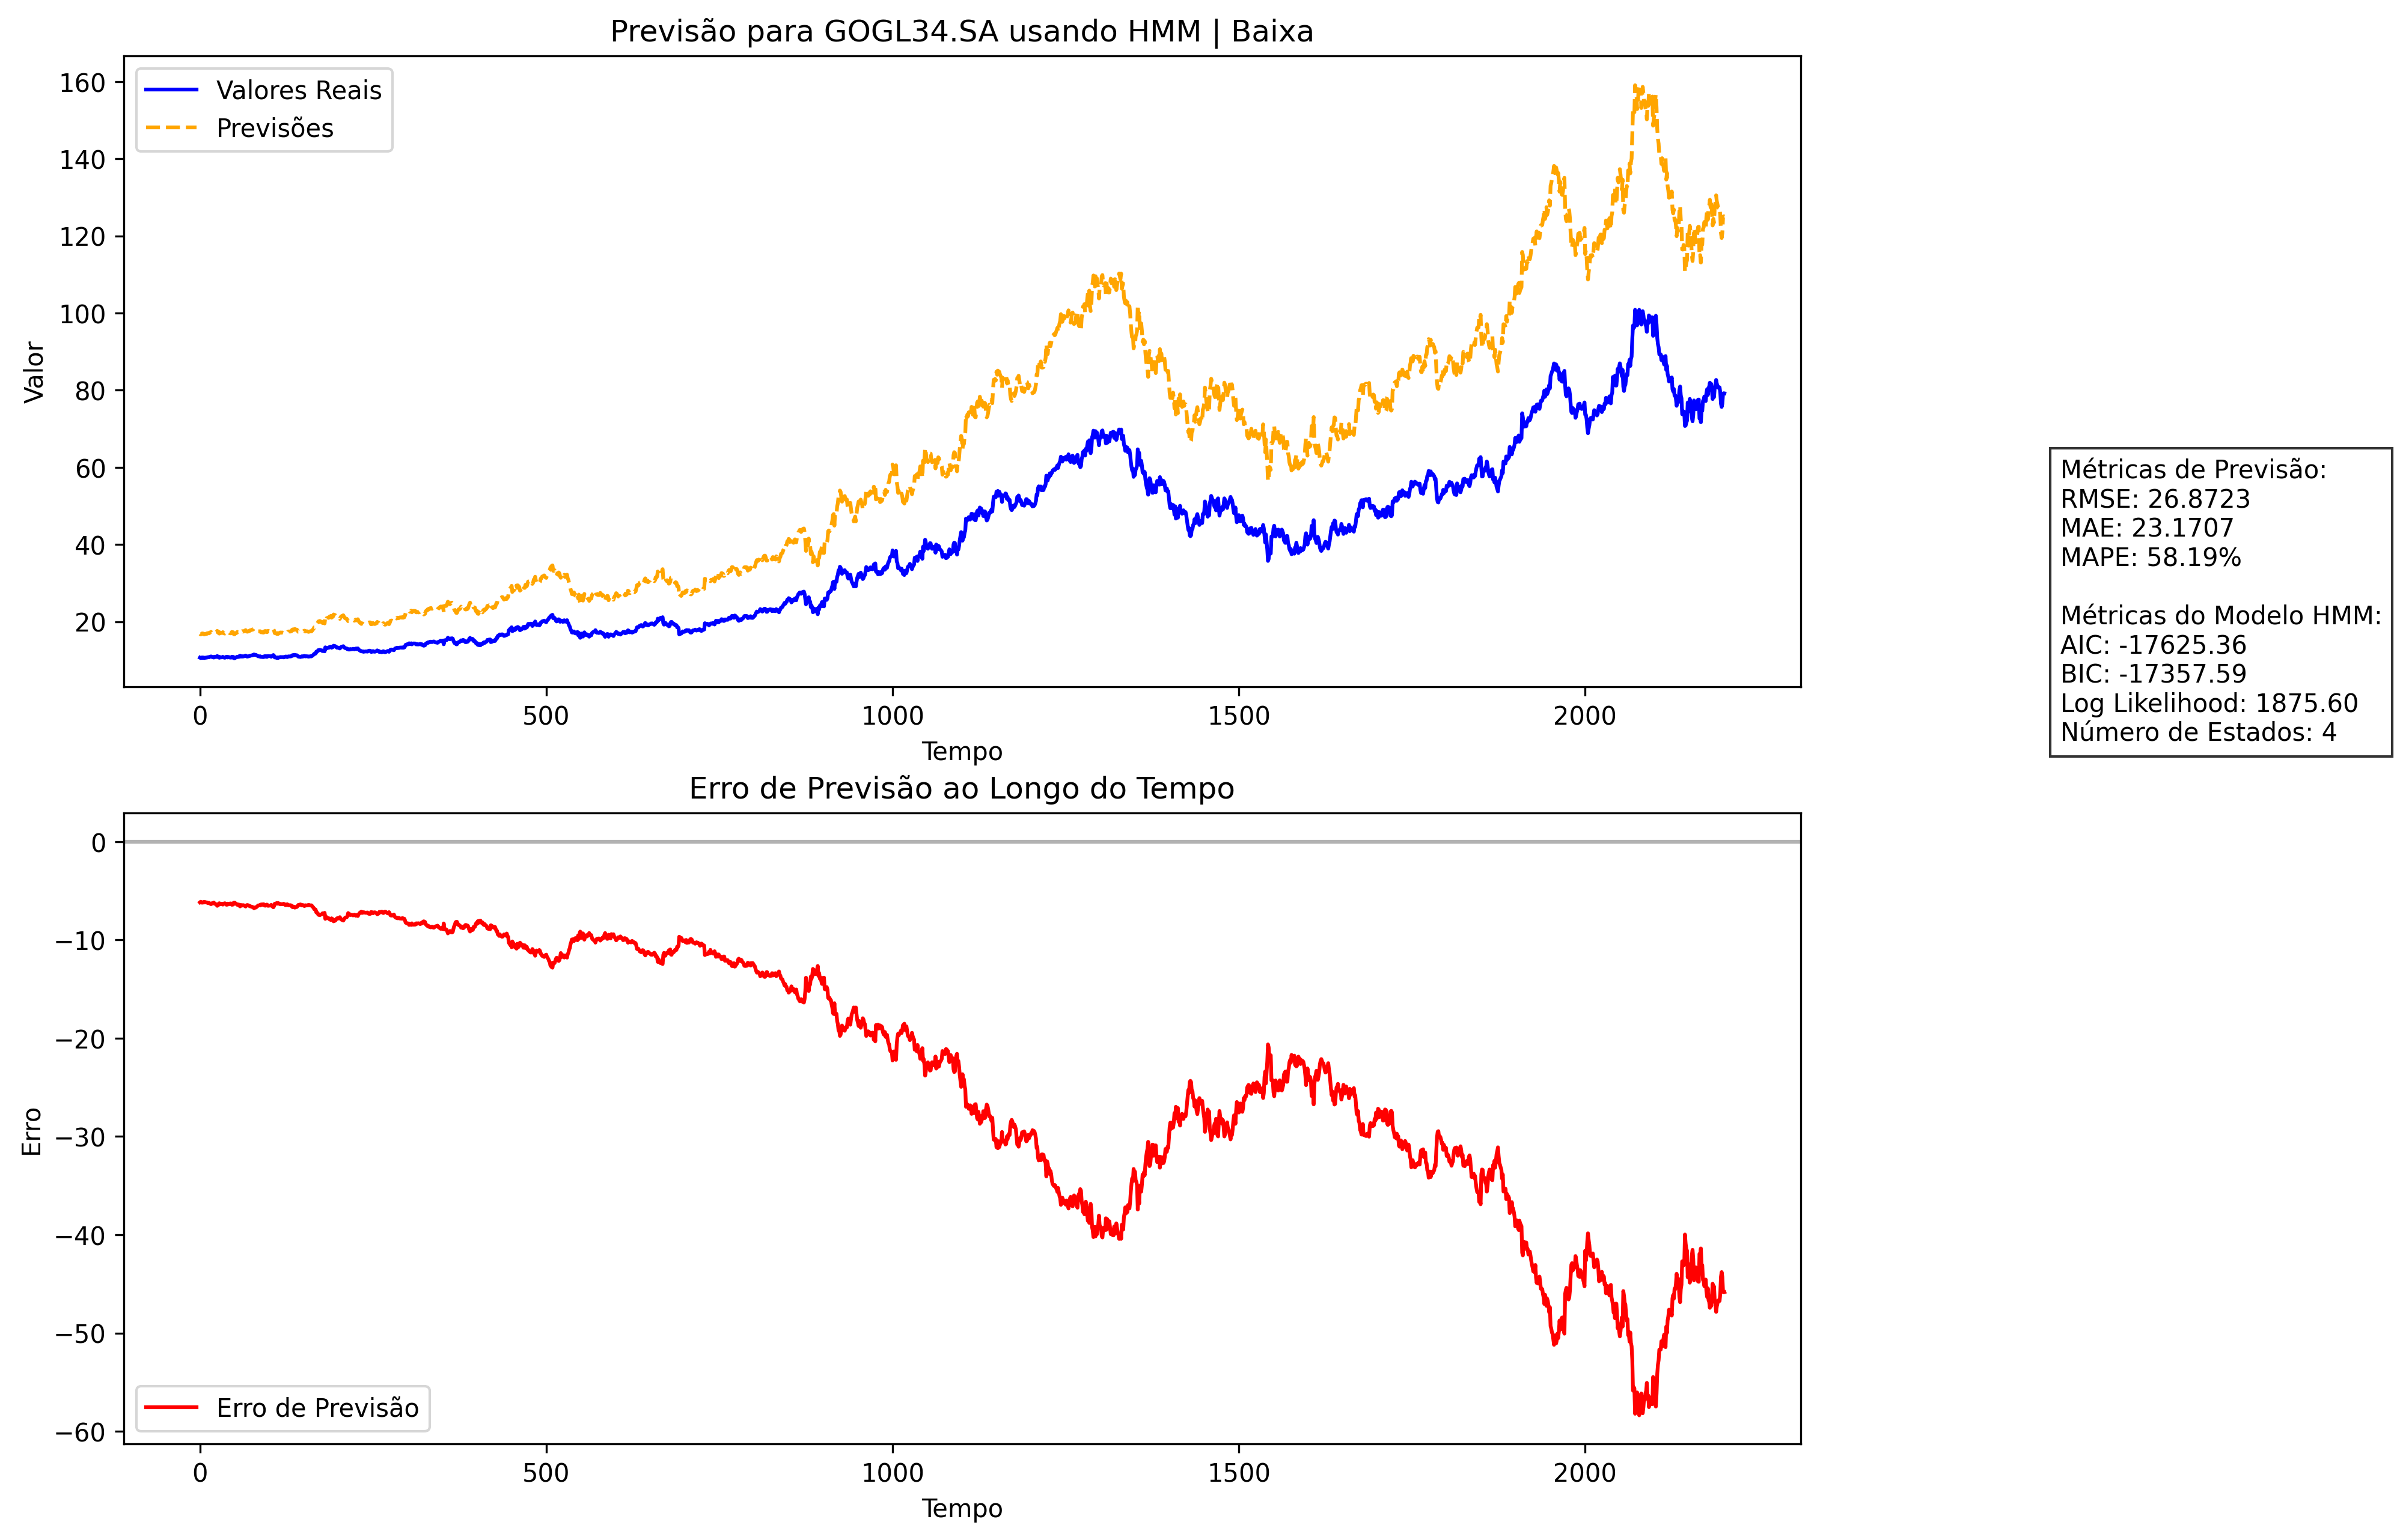 Previsão para GOGL34.SA usando HMM | Baixa
Valores Reais
Previsões
Valor
160
140
120
100
80
60
40
20
0
500
1000
1500
2000
Tempo
Métricas de Previsão:
RMSE: 26.8723
MAE: 23.1707
MAPE: 58.19%
Métricas do Modelo HMM:
AIC: -17625.36
BIC: -17357.59
Log Likelihood: 1875.60
Número de Estados: 4
Erro de Previsão ao Longo do Tempo
Erro
0
−10
−20
−30
−40
−50
−60
Erro de Previsão
0
500
1000
1500
2000
Tempo